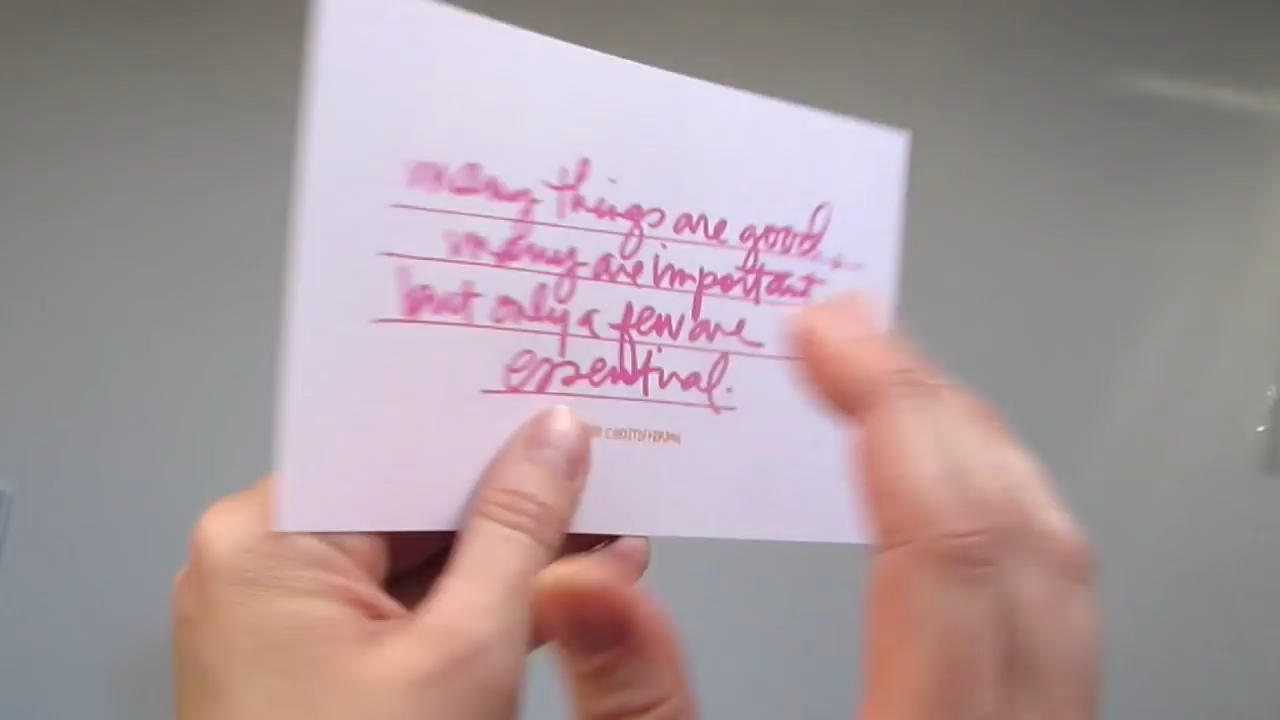 many things are good,
many are important
but only a few are
essential.